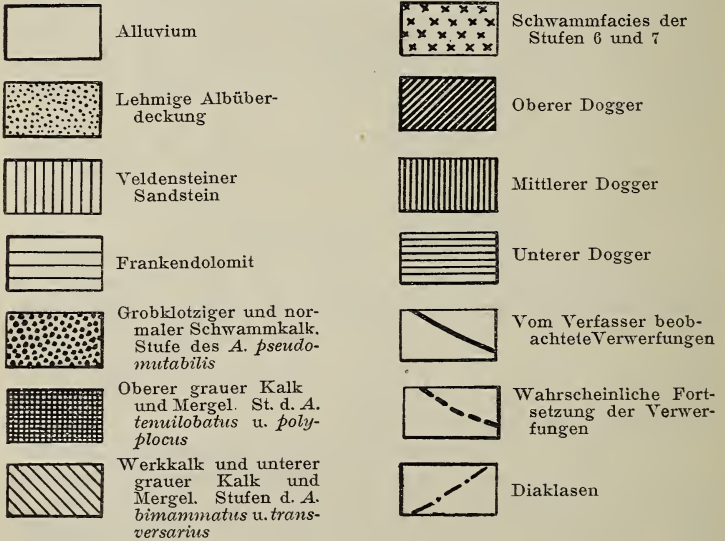 Alluvium
Lehmige Albüber-
deckung
Veldensteiner
Sandstein
Frankendolomit
Grobklotziger und nor-
maler Schwammkalk.
Stufe des A. pseudo-
mutabilis
Oberer grauer Kalk
und Mergel. St. d. A.
tenuilobatus u. poly-
plocus
Werkkalk und unterer
grauer Kalk und
Mergel. Stufen d. A.
bimammatus u. trans-
versarius
Schwammfacies der
Stufen 6 und 7
Oberer Dogger
Mittlerer Dogger
Unterer Dogger
Vom Verfasser beob-
achtete Verwerfungen
Wahrscheinliche Fort-
setzung der Verwer-
fungen
Diaklasen